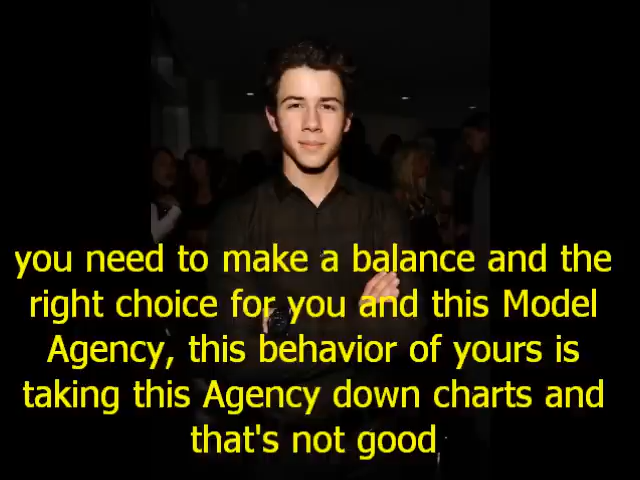 you need to make a balance and the
right choice for you and this Model
Agency, this behavior of yours is
taking this Agency down charts and
that's not good